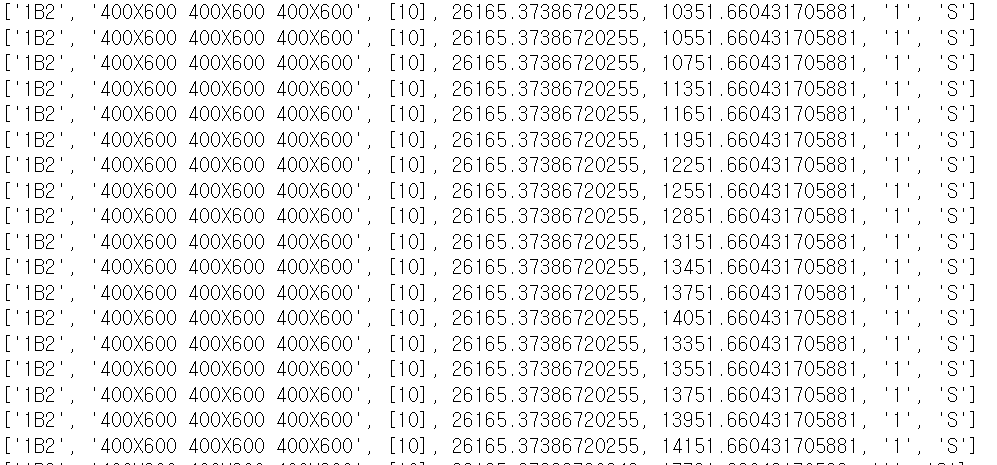 ['1B2', '400X600 400X600 400X600', [10], 26165.37386720255, 10351.660431705881, '1', 'S']
['1B2', '400X600 400X600 400X600', [10], 26165.37386720255, 10551.660431705881, '1', 'S']
['1B2', '400X600 400X600 400X600', [10], 26165.37386720255, 10751.660431705881, '1', 'S']
['1B2', '400X600 400X600 400X600', [10], 26165.37386720255, 11351.660431705881, '1', 'S']
['1B2', '400X600 400X600 400X600', [10], 26165.37386720255, 11651.660431705881, '1', 'S']
['1B2', '400X600 400X600 400X600', [10], 26165.37386720255, 11951.660431705881, '1', 'S']
['1B2', '400X600 400X600 400X600', [10], 26165.37386720255, 12251.660431705881, '1', 'S']
['1B2', '400X600 400X600 400X600', [10], 26165.37386720255, 12551.660431705881, '1', 'S']
['1B2', '400X600 400X600 400X600', [10], 26165.37386720255, 12851.660431705881, '1', 'S']
['1B2', '400X600 400X600 400X600', [10], 26165.37386720255, 13151.660431705881, '1', 'S']
['1B2', '400X600 400X600 400X600', [10], 26165.37386720255, 13451.660431705881, '1', 'S']
['1B2', '400X600 400X600 400X600', [10], 26165.37386720255, 13751.660431705881, '1', 'S']
['1B2', '400X600 400X600 400X600', [10], 26165.37386720255, 14051.660431705881, '1', 'S']
['1B2', '400X600 400X600 400X600', [10], 26165.37386720255, 13351.660431705881, '1', 'S']
['1B2', '400X600 400X600 400X600', [10], 26165.37386720255, 13551.660431705881, '1', 'S']
['1B2', '400X600 400X600 400X600', [10], 26165.37386720255, 13751.660431705881, '1', 'S']
['1B2', '400X600 400X600 400X600', [10], 26165.37386720255, 13951.660431705881, '1', 'S']
['1B2', '400X600 400X600 400X600', [10], 26165.37386720255, 14151.660431705881, '1', 'S']